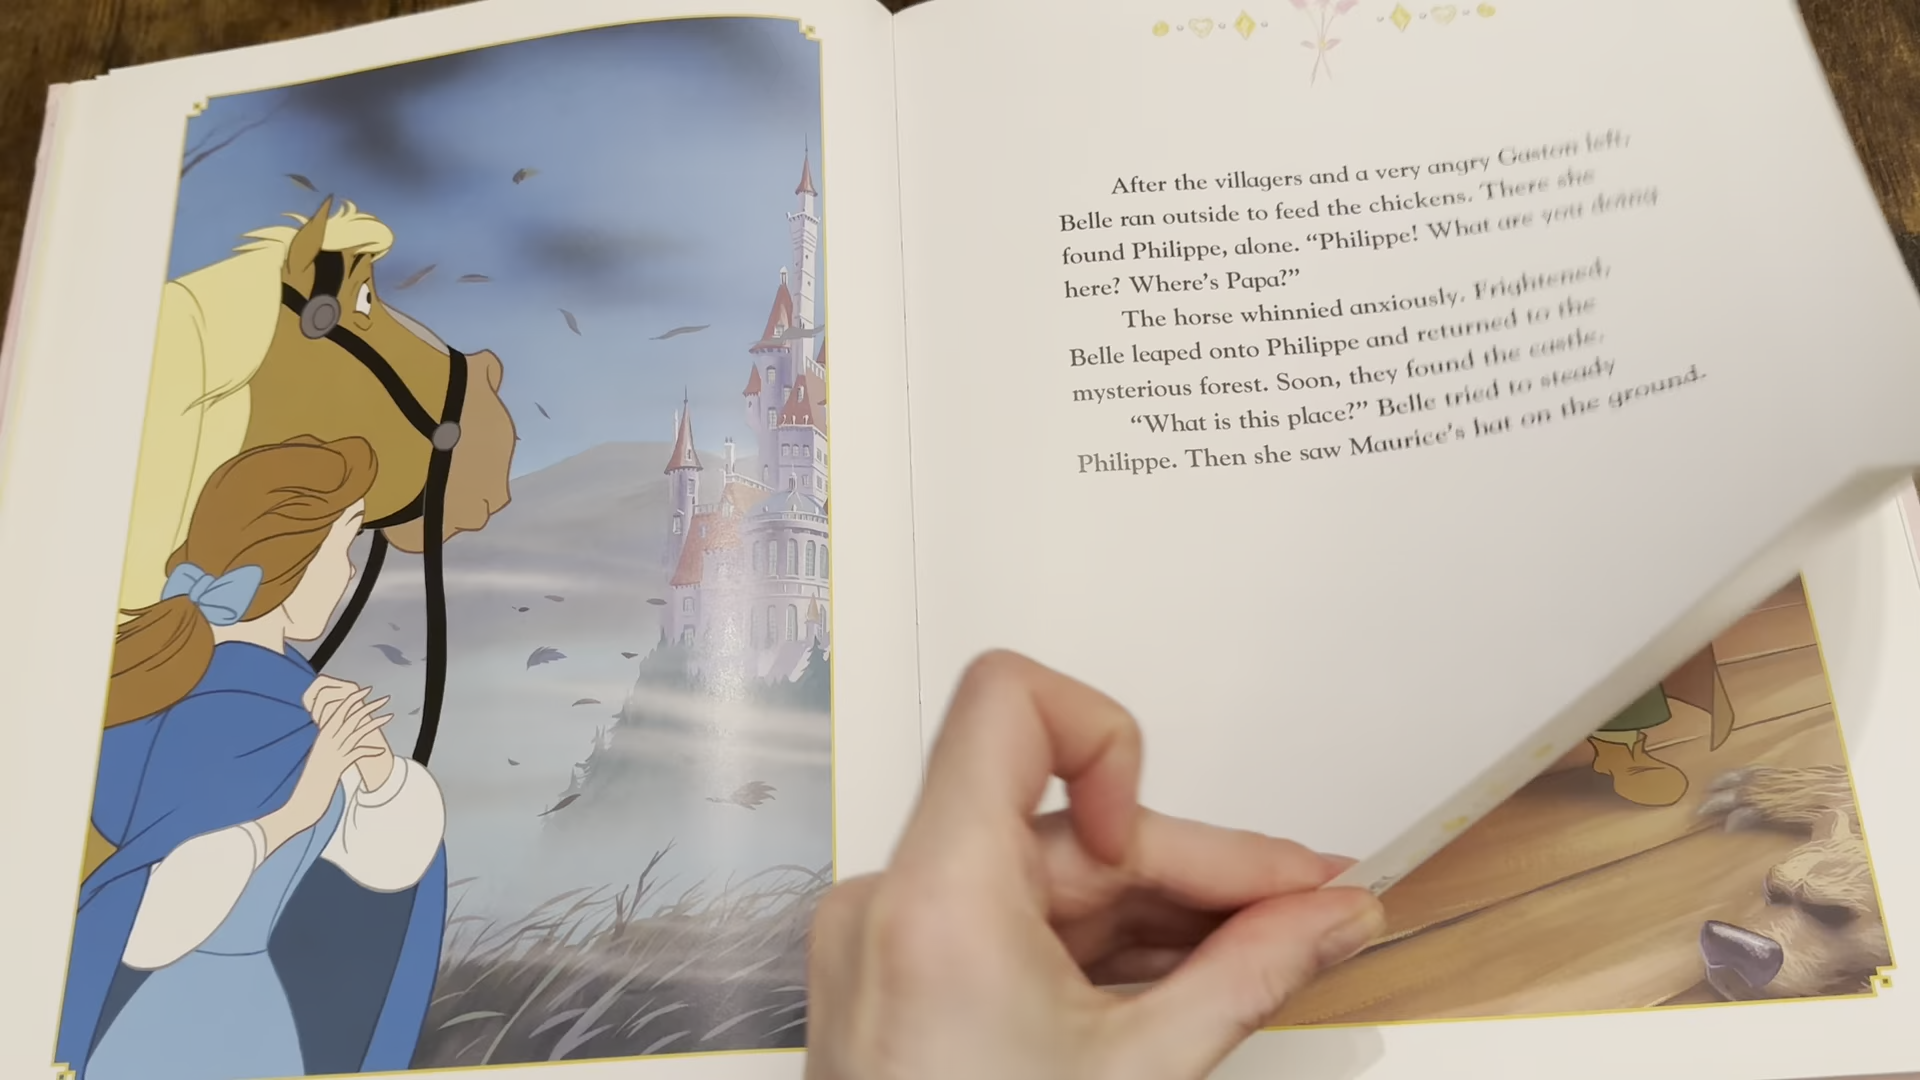 After the villagers and a very angry Gaston left,
Belle ran outside to feed the chickens. There she
found Philippe, alone. “Philippe! What are you doing
here? Where’s Papa?”
The horse whinnied anxiously. Frightened,
Belle leaped onto Philippe and returned to the
mysterious forest. Soon, they found the castle.
“What is this place?” Belle tried to steady
Philippe. Then she saw Maurice’s hat on the ground.